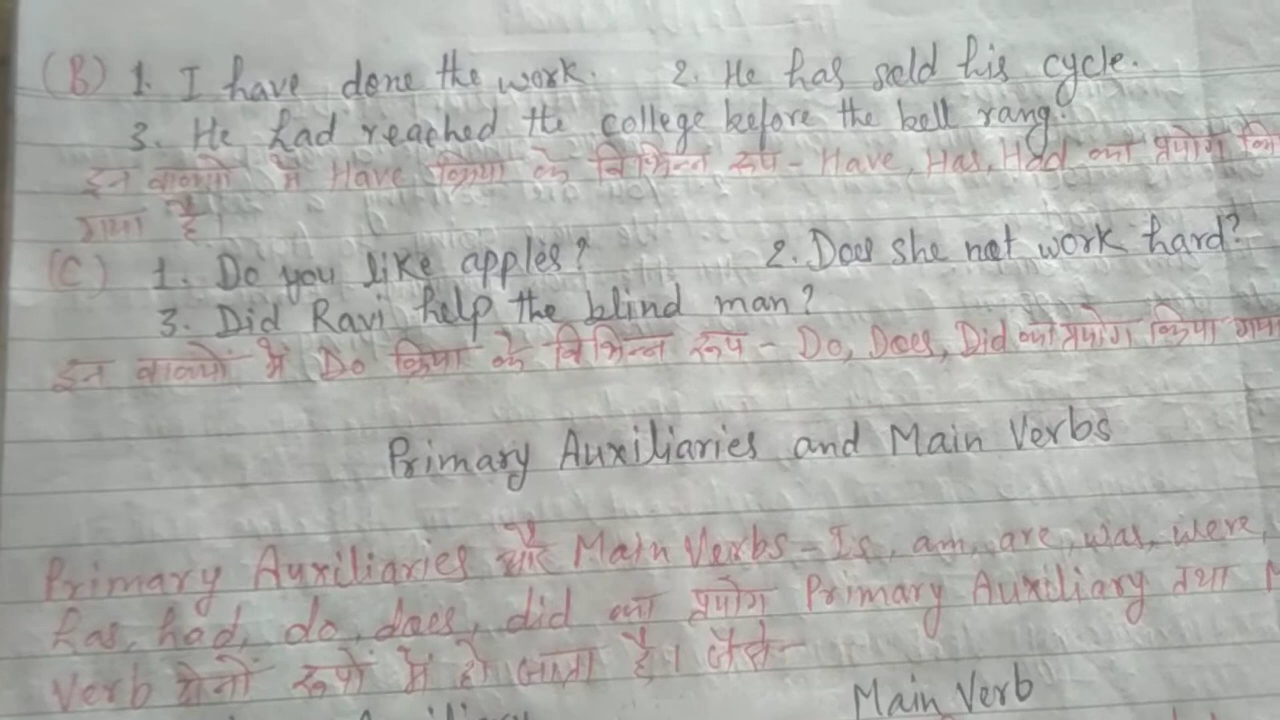 (B) 1. I have done the work. 2. He has sold his cycle.
3. He had reached the college before the bell rang.
इन वाक्यों में Have क्रिया के विभिन्न रूप - Have, Has, Had का प्रयोग
गया है।
(C) 1. Do you like apples? 2. Does she not work hard?
3. Did Ravi help the blind man?
इन वाक्यों में Do क्रिया के विभिन्न रूप - Do, Does, Did का प्रयोग किया गया
Primary Auxiliaries and Main Verbs
Primary Auxiliaries और Main Verbs - Is, am, are, was, were,
has, had, do, does, did का प्रयोग Primary Auxiliary तथा
Verb दोनों रूपों में हो जाता है। जैसे-
Main Verb